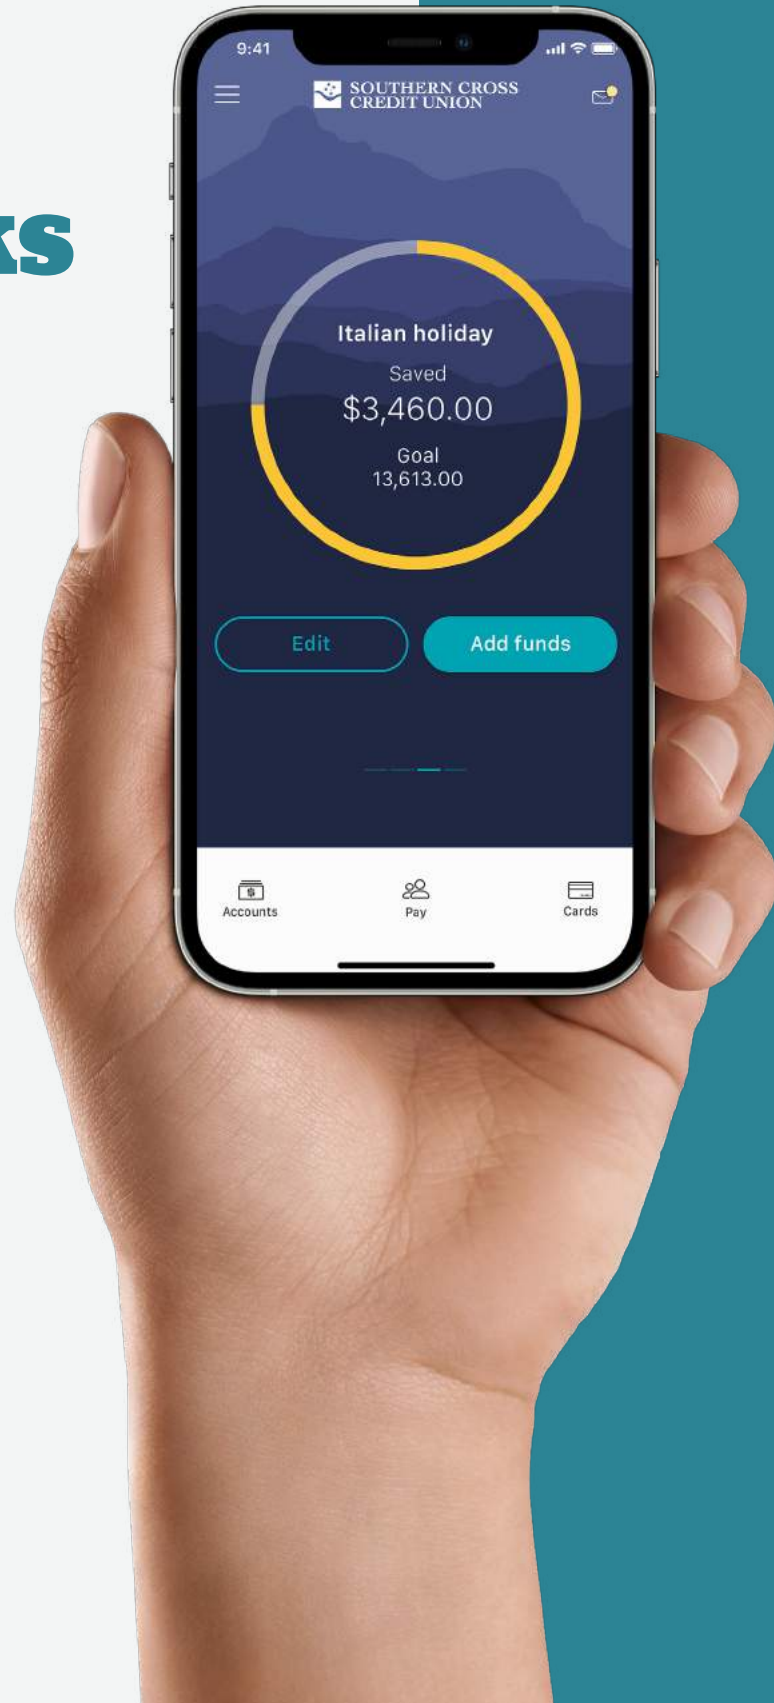 9:41
SOUTHERN CROSS
CREDIT UNION
ks
Italian holiday
Saved
$3,460.00
Goal
13,613.00
Edit
Add funds
Accounts
Pay
Cards